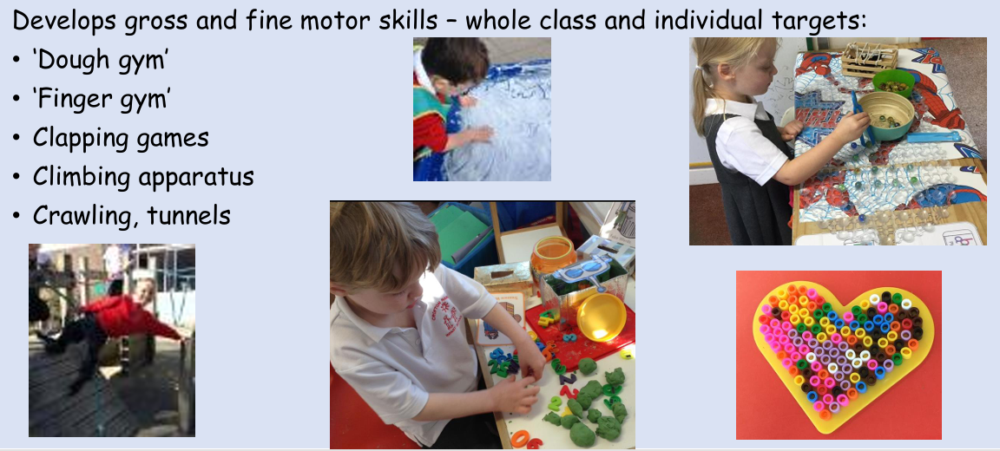 Develops gross and fine motor skills – whole class and individual targets:
• ‘Dough gym’
• ‘Finger gym’
• Clapping games
• Climbing apparatus
• Crawling, tunnels